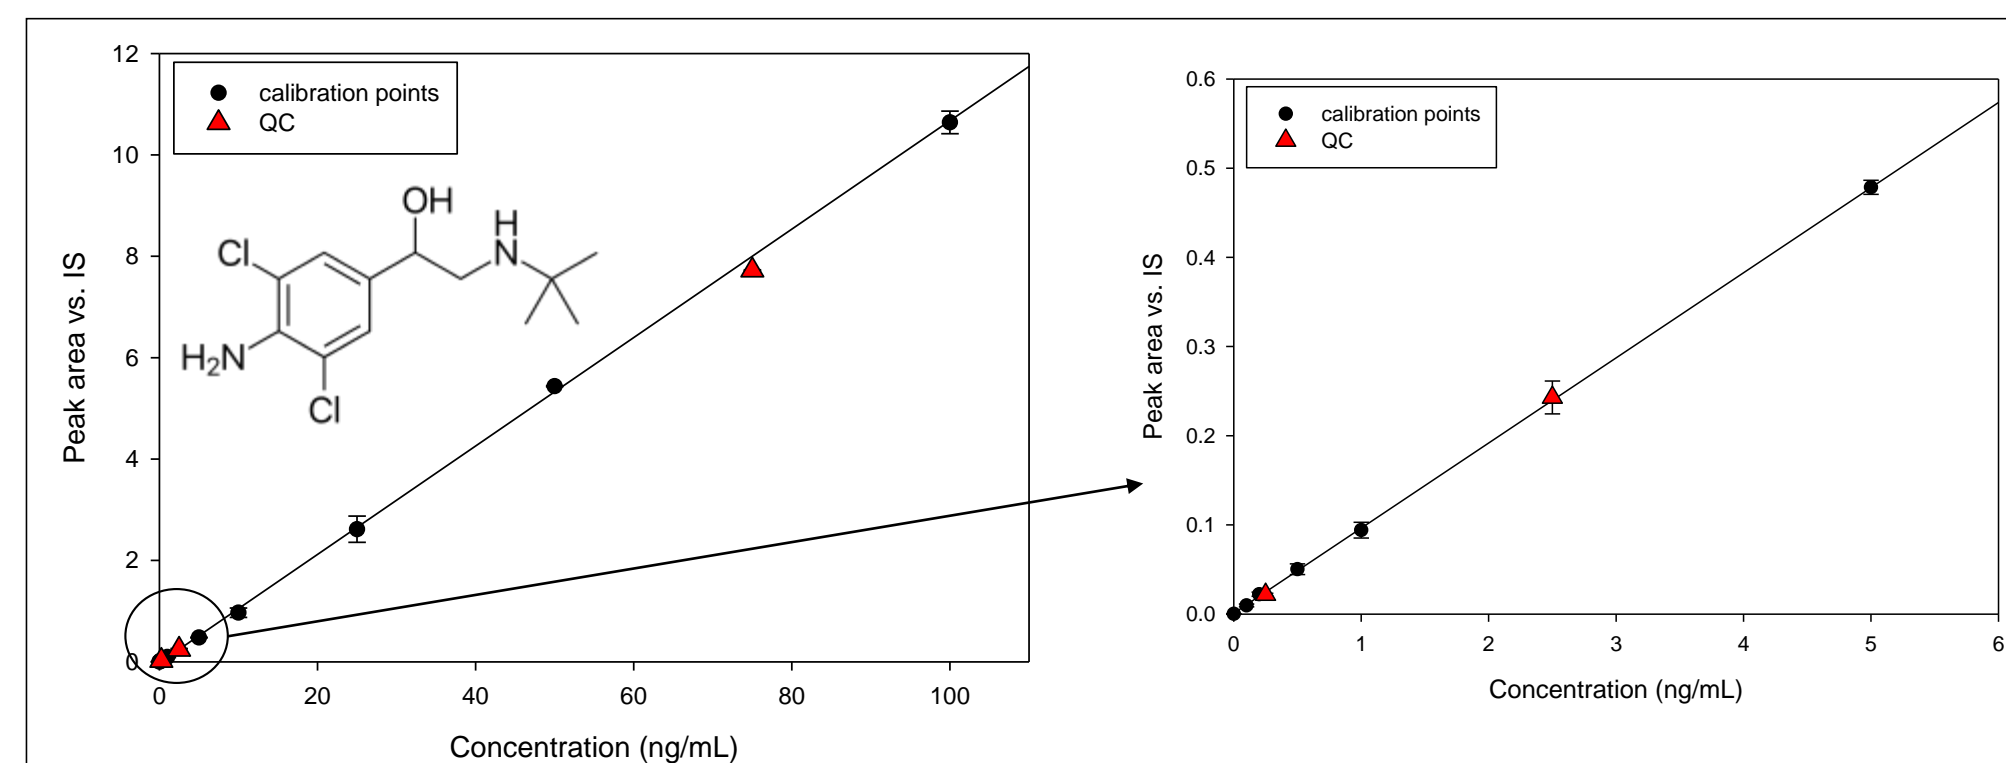 12
10
8
6
4
2
0
Peak area vs. IS
calibration points
QC
OH
H
N
Cl
H₂N
Cl
0 20 40 60 80 100
Concentration (ng/mL)
0.6
0.5
0.4
0.3
0.2
0.1
0.0
Peak area vs. IS
calibration points
QC
0 1 2 3 4 5 6
Concentration (ng/mL)